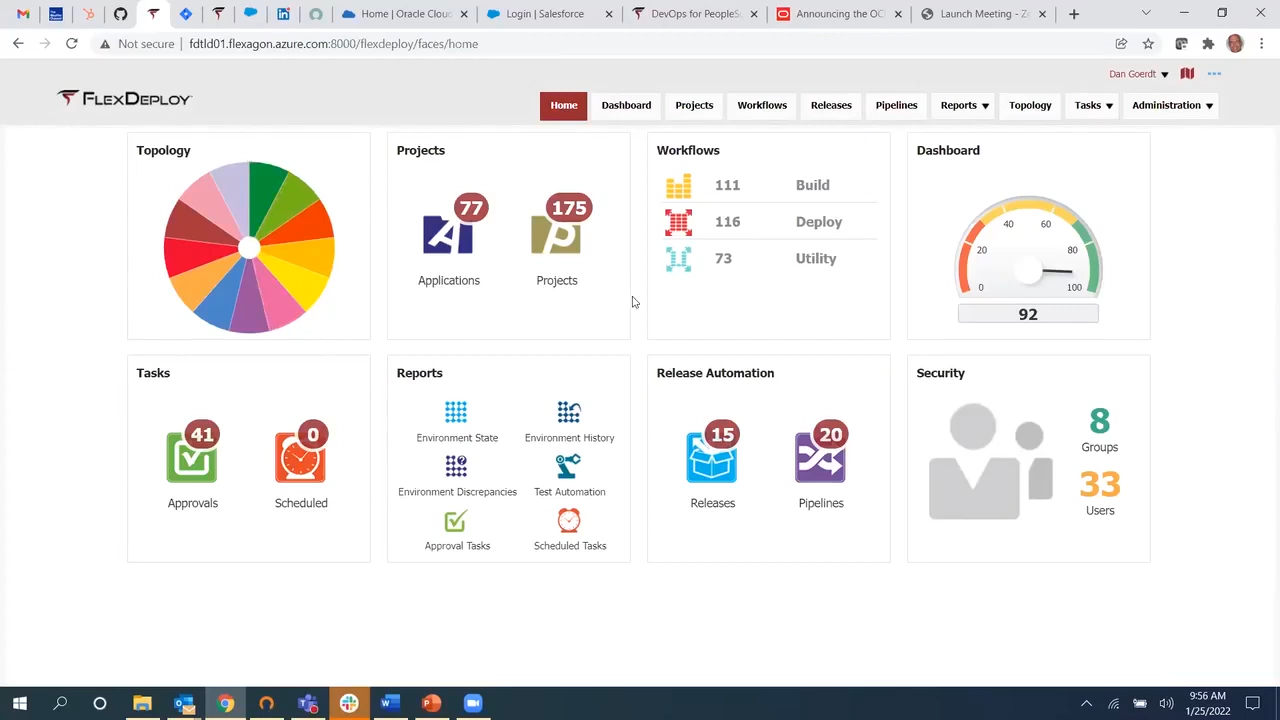 Home | Oracle Cloud
Login | Salesforce
DevOps for PeopleS
Announcing the OC
Launch Meeting - Ze
Not secure | fdtld01.flexagon.azure.com:8000/flexdeploy/faces/home
Dan Goerdt
FLEXDEPLOY
Home Dashboard Projects Workflows Releases Pipelines Reports Topology Tasks Administration
Topology
Projects
77
175
Applications
Projects
Workflows
111 Build
116 Deploy
73 Utility
Dashboard
40 60
20 80
0 100
92
Tasks
41
0
Approvals
Scheduled
Reports
Environment State
Environment History
Environment Discrepancies
Test Automation
Approval Tasks
Scheduled Tasks
Release Automation
15
20
Releases
Pipelines
Security
8
Groups
33
Users
9:56 AM
1/25/2022